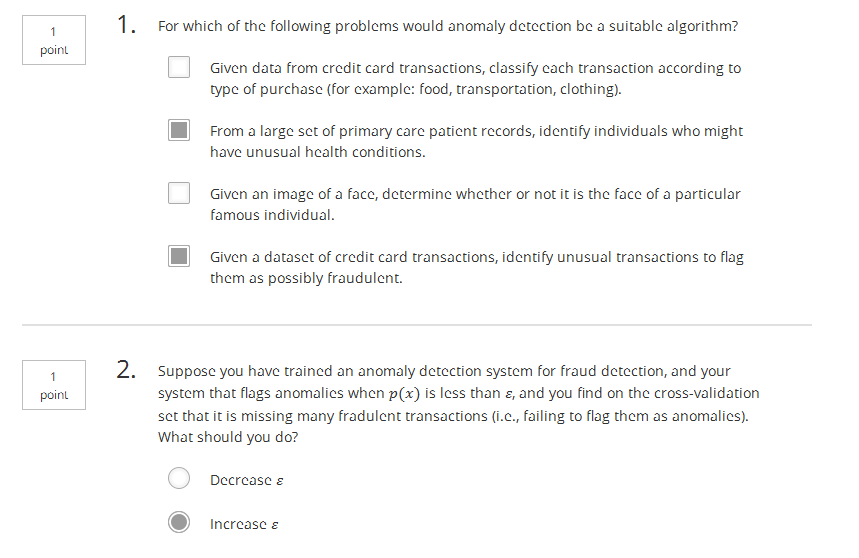 1
point
1. For which of the following problems would anomaly detection be a suitable algorithm?
Given data from credit card transactions, classify each transaction according to
type of purchase (for example: food, transportation, clothing).
From a large set of primary care patient records, identify individuals who might
have unusual health conditions.
Given an image of a face, determine whether or not it is the face of a particular
famous individual.
Given a dataset of credit card transactions, identify unusual transactions to flag
them as possibly fraudulent.
1
point
2. Suppose you have trained an anomaly detection system for fraud detection, and your
system that flags anomalies when p(x) is less than ε, and you find on the cross-validation
set that it is missing many fradulent transactions (i.e., failing to flag them as anomalies).
What should you do?
Decrease ε
Increase ε